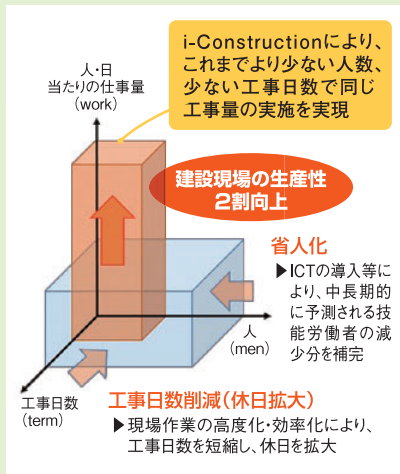 i-Constructionにより、
これまでより少ない人数、
少ない工事日数で同じ
工事量の実施を実現
人・日
当たりの仕事量
(work)
建設現場の生産性
2割向上
省人化
▶ICTの導入等に
より、中長期的
に予測される技
能労働者の減
少分を補完
人
(men)
工事日数
(term)
工事日数削減(休日拡大)
▶現場作業の高度化・効率化により、
工事日数を短縮し、休日を拡大